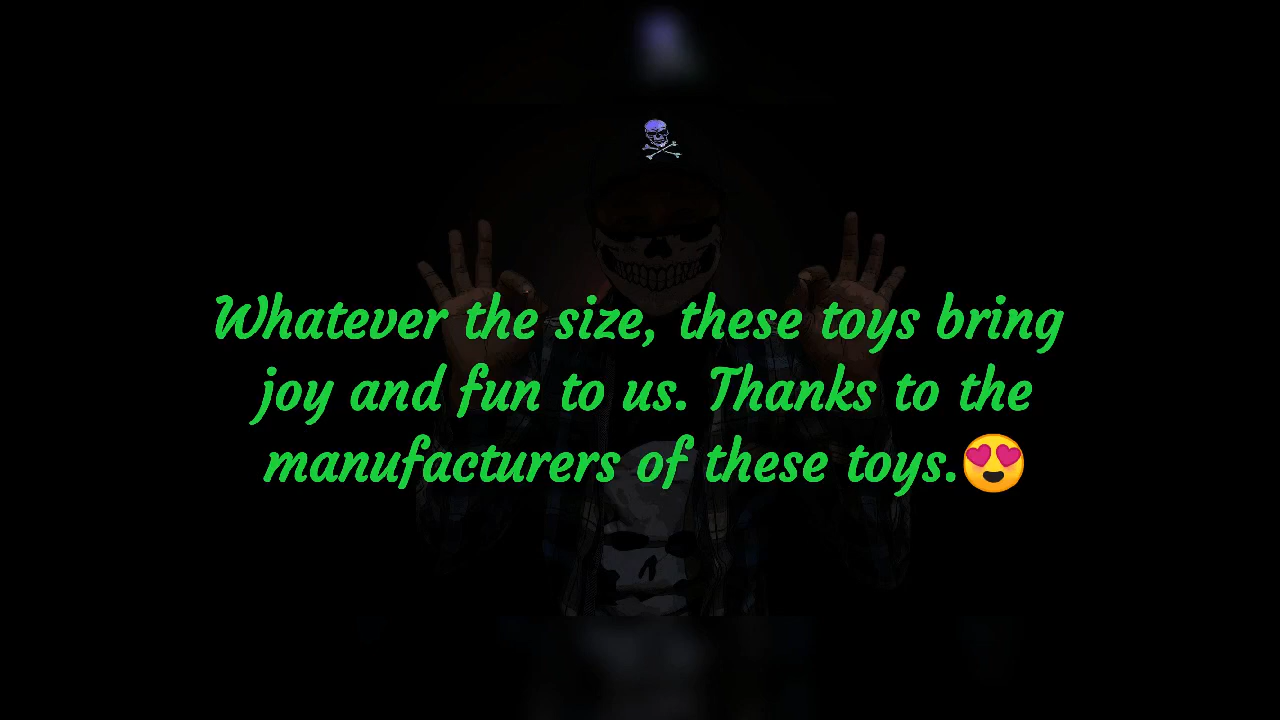 Whatever the size, these toys bring
joy and fun to us. Thanks to the
manufacturers of these toys.😍